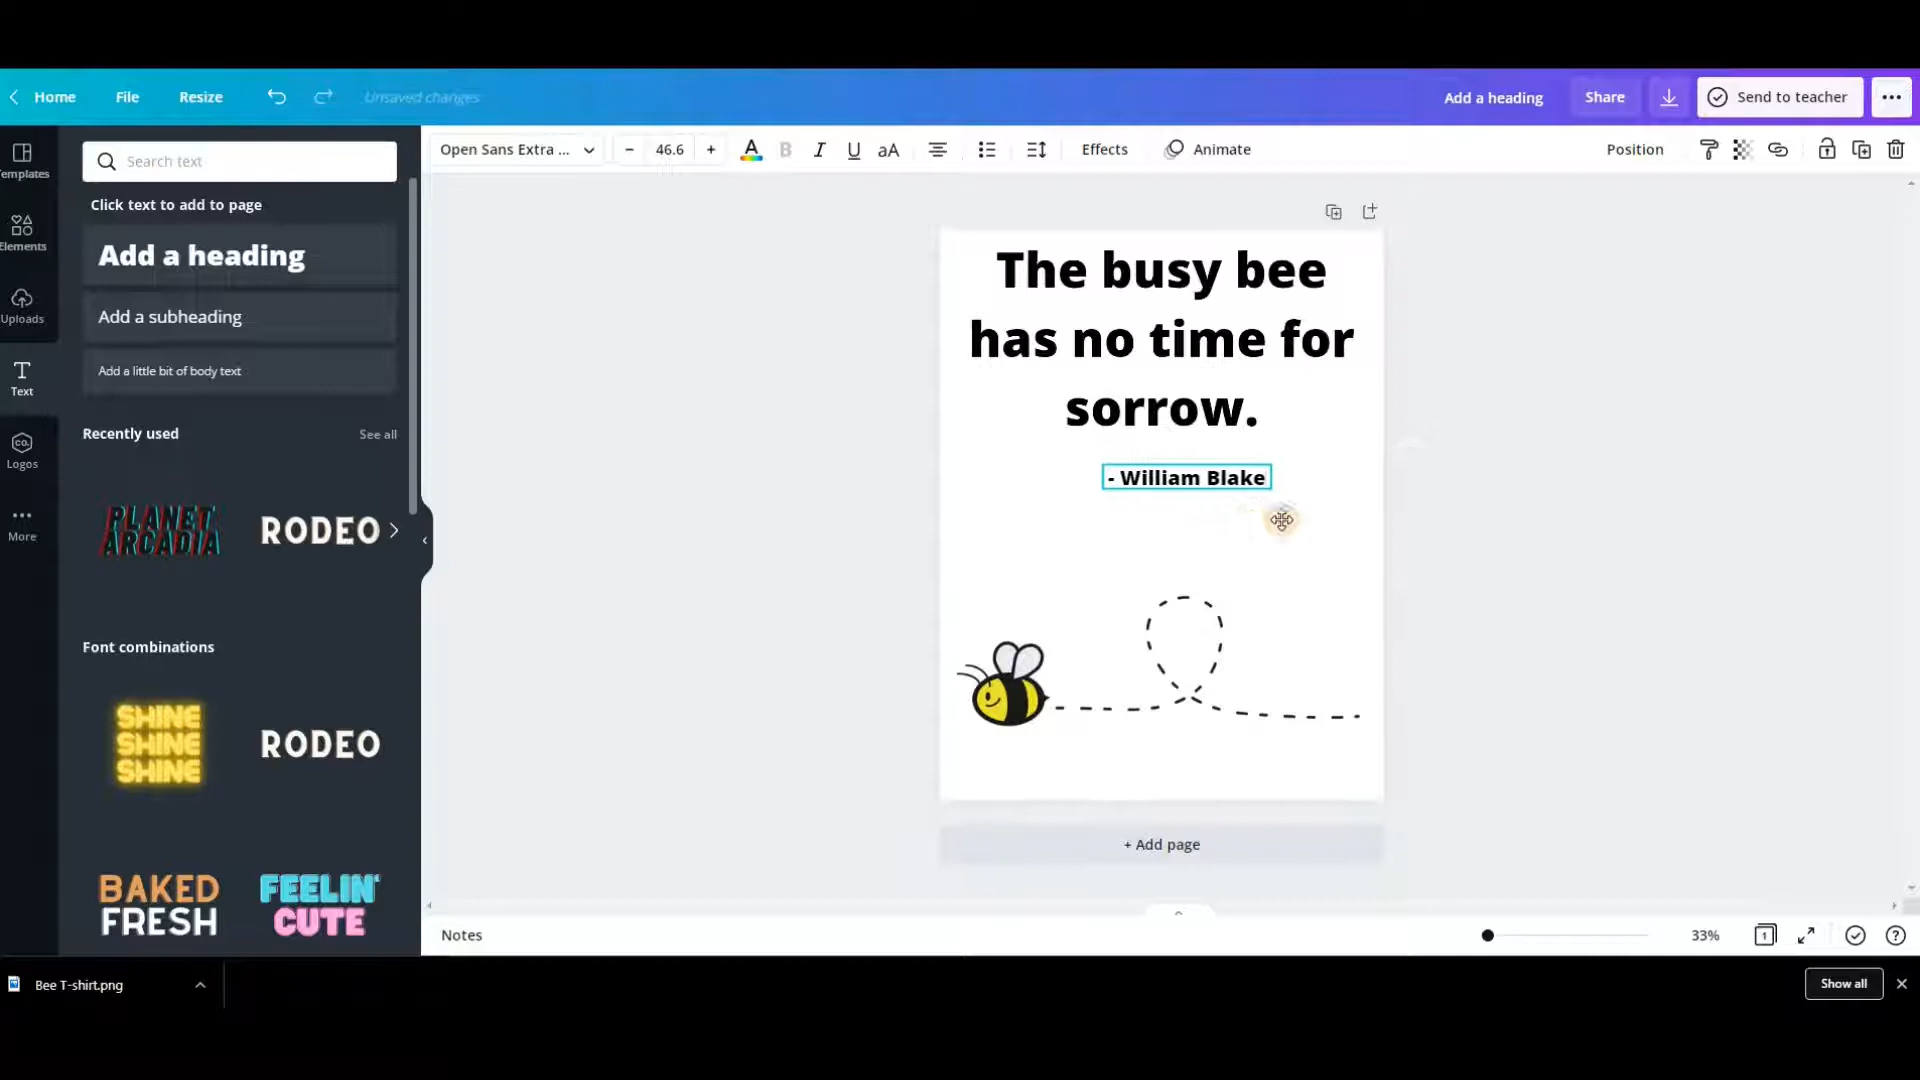 Home
File
Resize
Unsaved changes
Add a heading
Share
Send to teacher
Templates
Elements
Uploads
Text
Logos
CO.
More
Search text
Click text to add to page
Add a heading
Add a subheading
Add a little bit of body text
Recently used
See all
PLANET
ARCADIA
RODEO
Font combinations
SHINE
SHINE
SHINE
RODEO
BAKED
FRESH
FEELIN'
CUTE
Open Sans Extra ...
46.6
A
B
I
U
aA
Effects
Animate
Position
The busy bee
has no time for
sorrow.
- William Blake
+ Add page
Notes
33%
1
Bee T-shirt.png
Show all